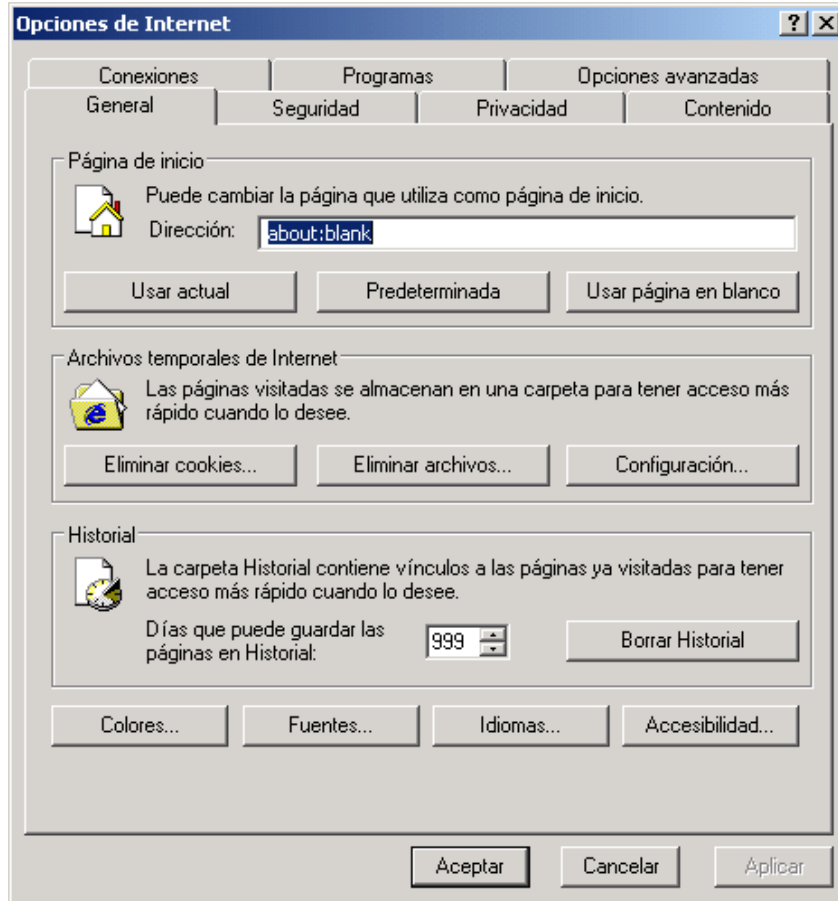 Opciones de Internet
Conexiones Programas Opciones avanzadas
General Seguridad Privacidad Contenido
Página de inicio
Puede cambiar la página que utiliza como página de inicio.
Dirección: about:blank
Usar actual Predeterminada Usar página en blanco
Archivos temporales de Internet
Las páginas visitadas se almacenan en una carpeta para tener acceso más
rápido cuando lo desee.
Eliminar cookies... Eliminar archivos... Configuración...
Historial
La carpeta Historial contiene vínculos a las páginas ya visitadas para tener
acceso más rápido cuando lo desee.
Días que puede guardar las
páginas en Historial: 999 Borrar Historial
Colores... Fuentes... Idiomas... Accesibilidad...
Aceptar Cancelar Aplicar